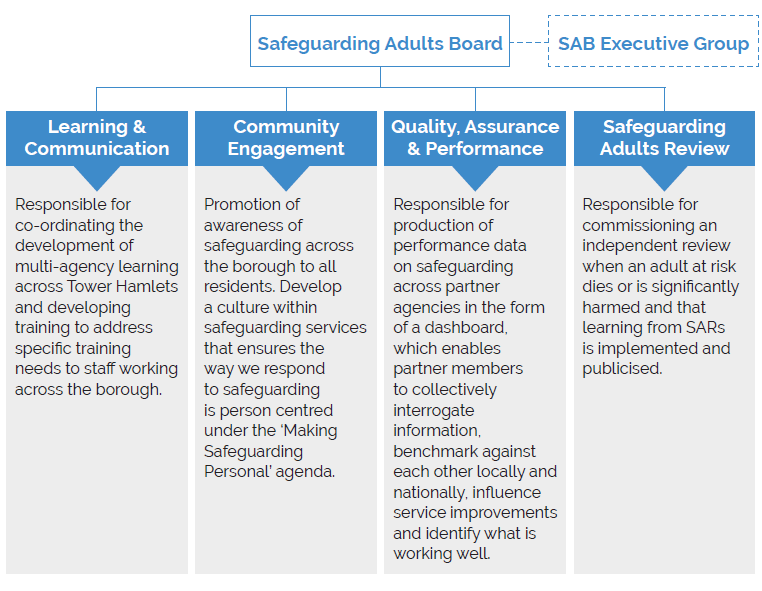 Safeguarding Adults Board
SAB Executive Group
Learning &
Communication
Responsible for
co-ordinating the
development of
multi-agency learning
across Tower Hamlets
and developing
training to address
specific training
needs to staff working
across the borough.
Community
Engagement
Promotion of
awareness of
safeguarding across
the borough to all
residents. Develop
a culture within
safeguarding services
that ensures the
way we respond
to safeguarding
is person centred
under the ‘Making
Safeguarding
Personal’ agenda.
Quality, Assurance
& Performance
Responsible for
production of
performance data
on safeguarding
across partner
agencies in the form
of a dashboard,
which enables
partner members
to collectively
interrogate
information,
benchmark against
each other locally and
nationally, influence
service improvements
and identify what is
working well.
Safeguarding
Adults Review
Responsible for
commissioning an
independent review
when an adult at risk
dies or is significantly
harmed and that
learning from SARs
is implemented and
publicised.